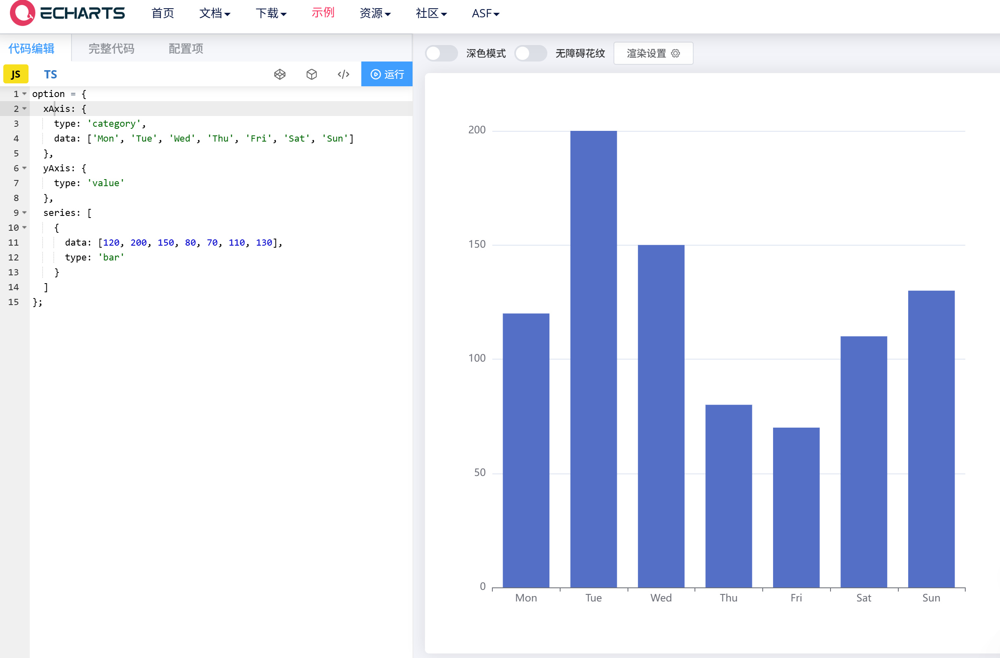 ECHARTS 首页 文档 下载 示例 资源 社区 ASF
代码编辑 完整代码 配置项
JS TS </> 运行
1 option = {
2 xAxis: {
3 type: 'category',
4 data: ['Mon', 'Tue', 'Wed', 'Thu', 'Fri', 'Sat', 'Sun']
5 },
6 yAxis: {
7 type: 'value'
8 },
9 series: [
10 {
11 data: [120, 200, 150, 80, 70, 110, 130],
12 type: 'bar'
13 }
14 ]
15 };
深色模式 无障碍花纹 渲染设置
200
150
100
50
0
Mon Tue Wed Thu Fri Sat Sun